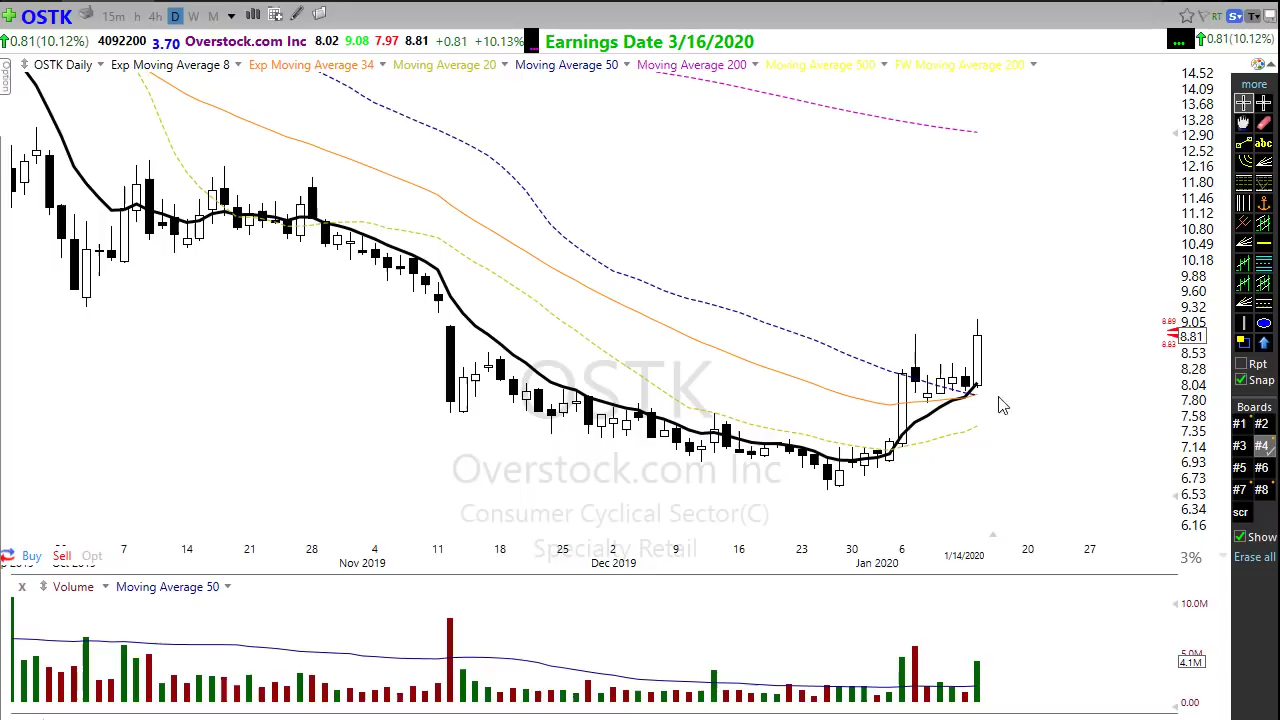 OSTK 15m h 4h D W M RT S T
0.81(10.12%) 4092200 3.70 Overstock.com Inc 8.02 9.08 7.97 8.81 +0.81 +10.13% ... Earnings Date 3/16/2020 ... 0.81(10.12%)
Option
OSTK Daily Exp Moving Average 8 Exp Moving Average 34 Moving Average 20 Moving Average 50 Moving Average 200 Moving Average 500 FW Moving Average 200
14.52
14.09
13.68
13.28
12.90
12.52
12.16
11.80
11.46
11.12
10.80
10.49
10.18
9.88
9.60
9.32
9.05
8.89
8.81
8.83
8.53
8.28
8.04
7.80
7.58
7.35
7.14
6.93
6.73
6.53
6.34
6.16
more
abc
Rpt
Snap
Boards
#1 #2
#3 #4
#5 #6
#7 #8
scr
Show
Erase all
OSTK
Overstock.com Inc
Consumer Cyclical Sector(C)
Specialty Retail
Buy Sell Opt
7 14 21 28 4 11 18 25 2 9 16 23 30 6 1/14/2020 20 27
Nov 2019 Dec 2019 Jan 2020
3%
X Volume Moving Average 50
10.0M
5.0M
4.1M
0.00